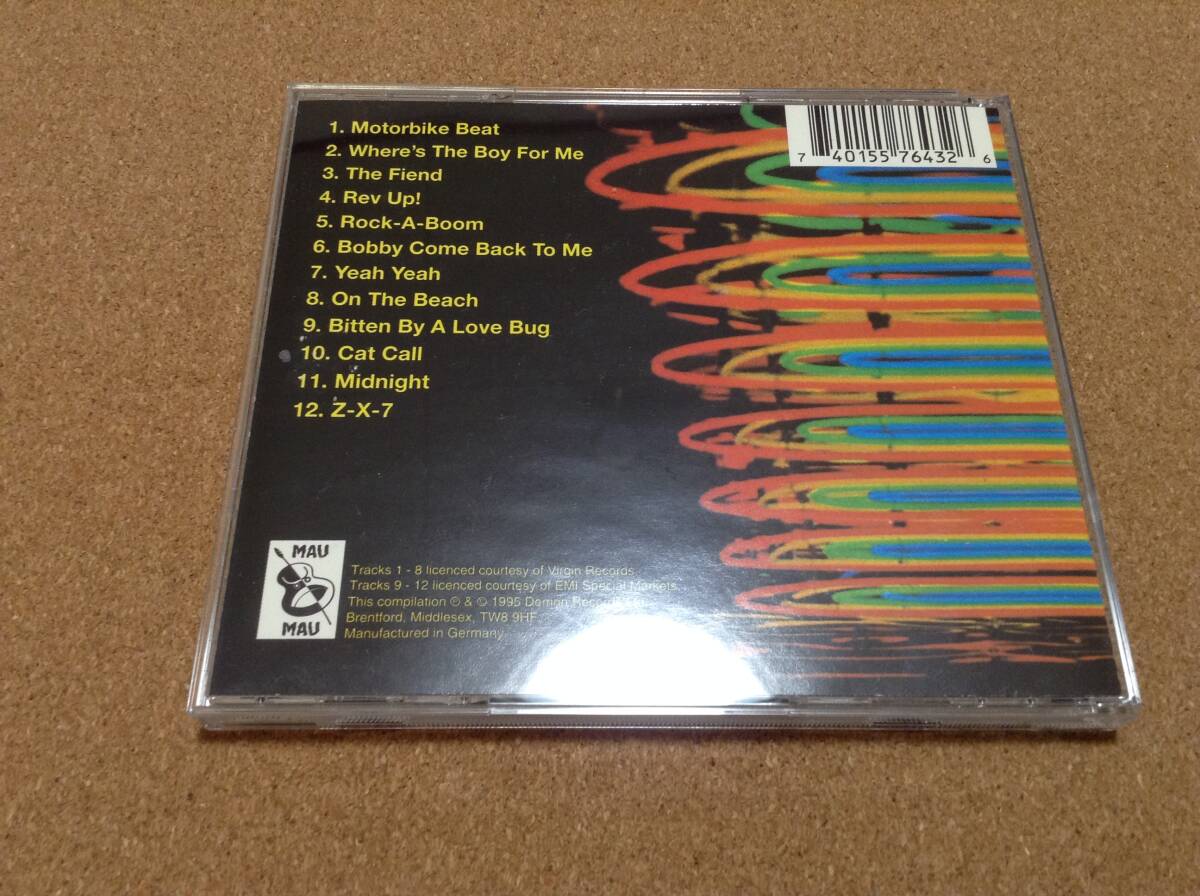 1. Motorbike Beat
2. Where's The Boy For Me
3. The Fiend
4. Rev Up!
5. Rock-A-Boom
6. Bobby Come Back To Me
7. Yeah Yeah
8. On The Beach
9. Bitten By A Love Bug
10. Cat Call
11. Midnight
12. Z-X-7
7 40155 76432 6
MAU
MAU
Tracks 1 - 8 licenced courtesy of Virgin Records.
Tracks 9 - 12 licenced courtesy of EMI Special Markets.
This compilation ℗ & © 1995 Demon Records
Brentford, Middlesex, TW8 9HF.
Manufactured in Germany.